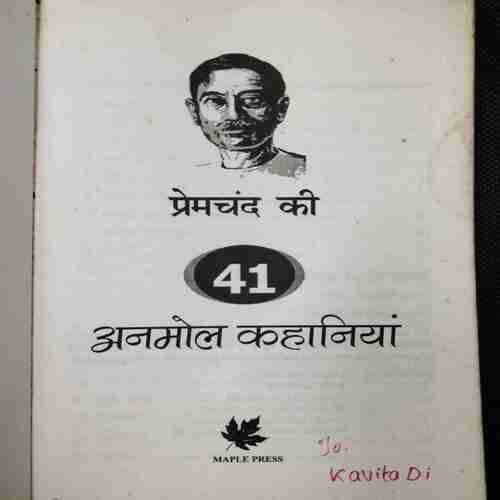 प्रेमचंद की
41
अनमोल कहानियां
MAPLE PRESS
To.
Kavita Di